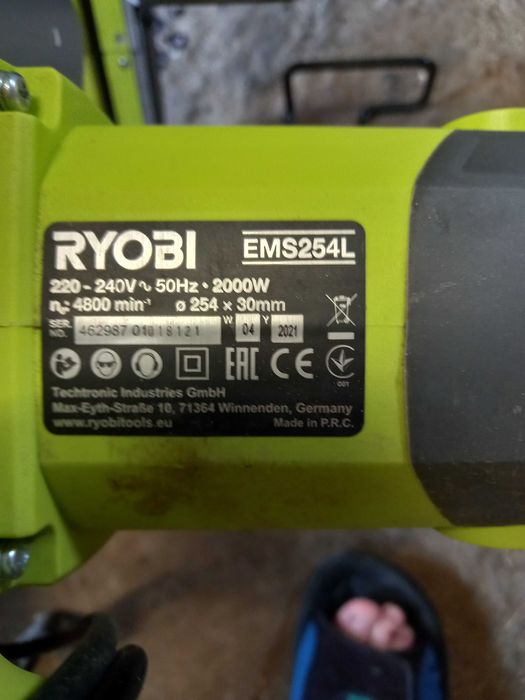 RYOBI
EMS254L
220 - 240V ~ 50Hz • 2000W
n₀: 4800 min⁻¹ ø 254 × 30mm
SER. NO. 462987 01018121 W 04 Y 2021
EAC CE
001
Techtronic Industries GmbH
Max-Eyth-Straße 10, 71364 Winnenden, Germany
www.ryobitools.eu Made in P.R.C.